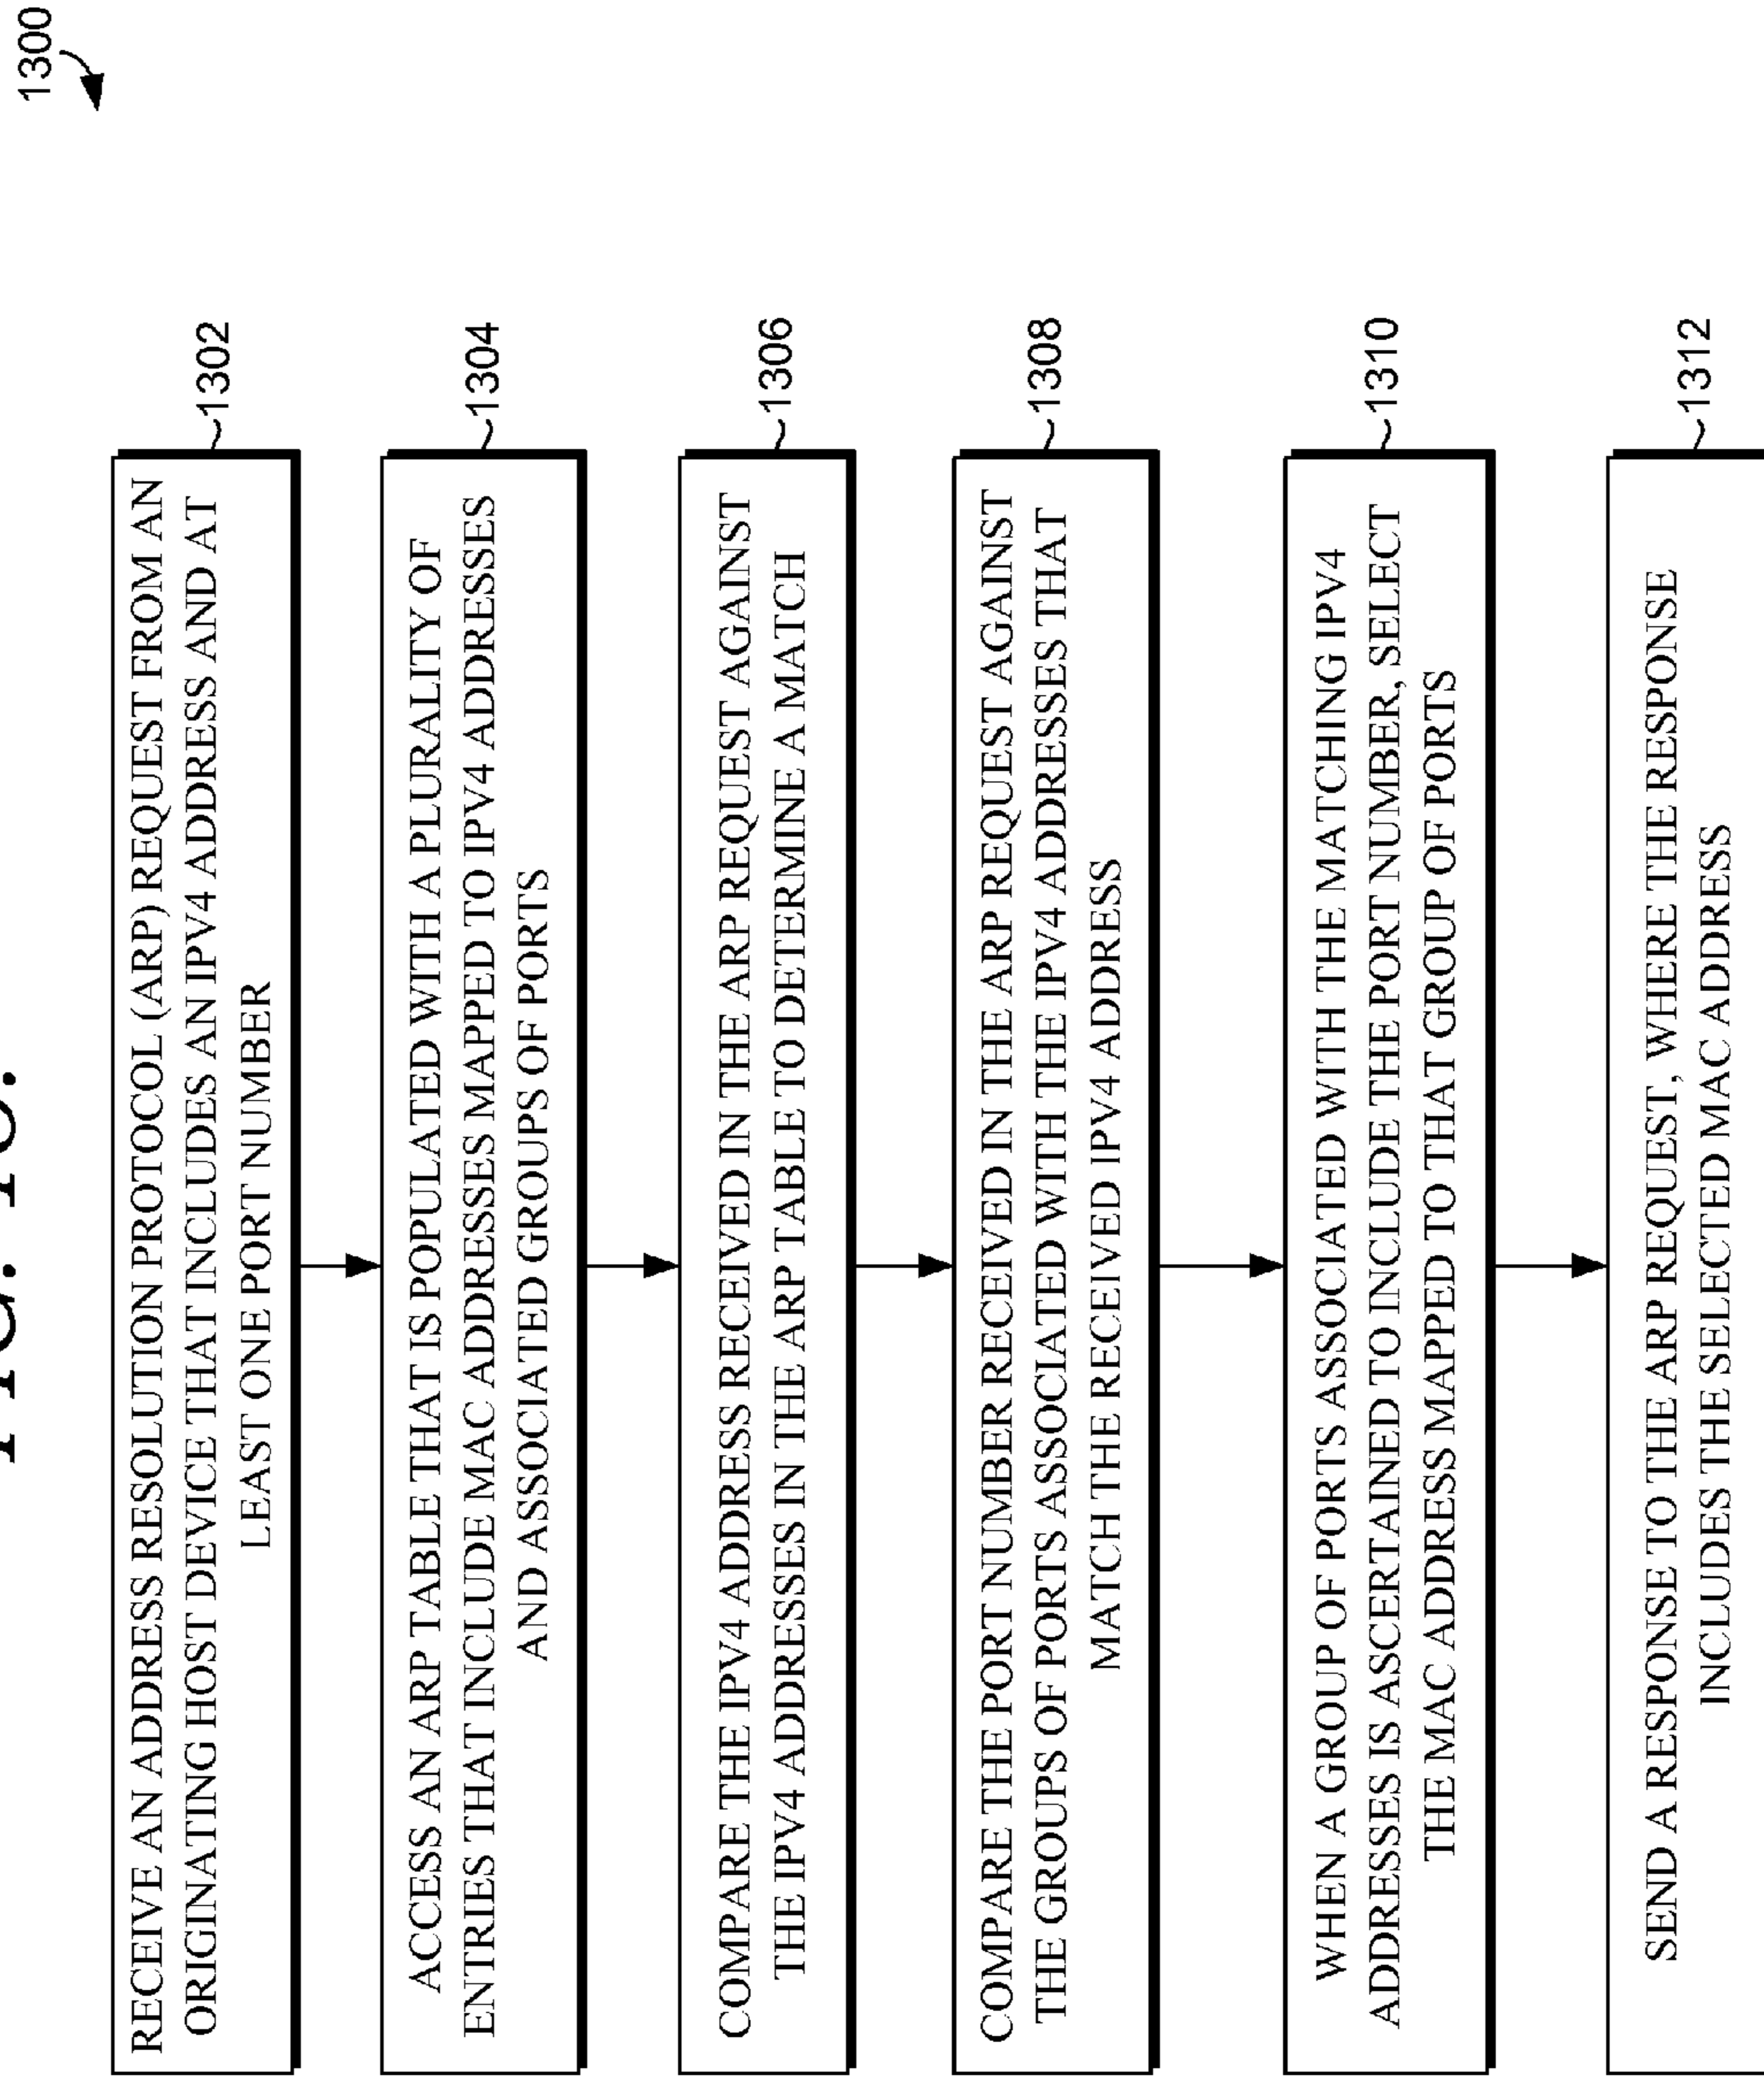 FIG. 13.
1300
RECEIVE AN ADDRESS RESOLUTION PROTOCOL (ARP) REQUEST FROM AN
ORIGINATING HOST DEVICE THAT INCLUDES AN IPV4 ADDRESS AND AT
LEAST ONE PORT NUMBER
1302
ACCESS AN ARP TABLE THAT IS POPULATED WITH A PLURALITY OF
ENTRIES THAT INCLUDE MAC ADDRESSES MAPPED TO IPV4 ADDRESSES
AND ASSOCIATED GROUPS OF PORTS
1304
COMPARE THE IPV4 ADDRESS RECEIVED IN THE ARP REQUEST AGAINST
THE IPV4 ADDRESSES IN THE ARP TABLE TO DETERMINE A MATCH
1306
COMPARE THE PORT NUMBER RECEIVED IN THE ARP REQUEST AGAINST
THE GROUPS OF PORTS ASSOCIATED WITH THE IPV4 ADDRESSES THAT
MATCH THE RECEIVED IPV4 ADDRESS
1308
WHEN A GROUP OF PORTS ASSOCIATED WITH THE MATCHING IPV4
ADDRESSES IS ASCERTAINED TO INCLUDE THE PORT NUMBER, SELECT
THE MAC ADDRESS MAPPED TO THAT GROUP OF PORTS
1310
SEND A RESPONSE TO THE ARP REQUEST, WHERE THE RESPONSE
INCLUDES THE SELECTED MAC ADDRESS
1312